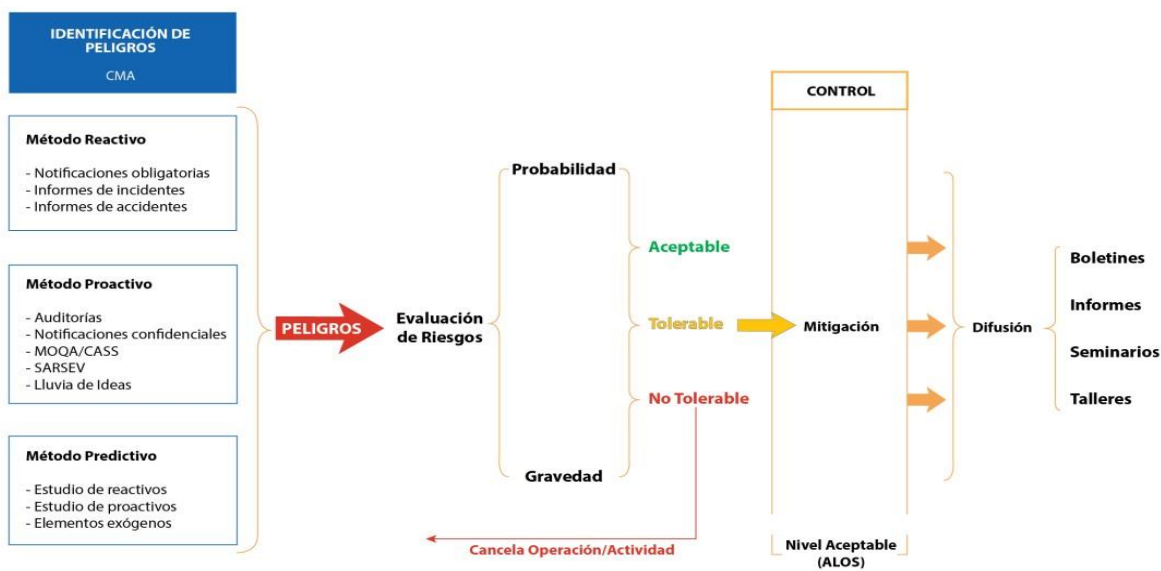 IDENTIFICACIÓN DE
PELIGROS
CMA
Método Reactivo
- Notificaciones obligatorias
- Informes de incidentes
- Informes de accidentes
Método Proactivo
- Auditorías
- Notificaciones confidenciales
- MOQA/CASS
- SARSEV
- Lluvia de Ideas
Método Predictivo
- Estudio de reactivos
- Estudio de proactivos
- Elementos exógenos
PELIGROS
Evaluación
de Riesgos
Probabilidad
Gravedad
Aceptable
Tolerable
No Tolerable
Cancela Operación/Actividad
CONTROL
Mitigación
Nivel Aceptable
(ALOS)
Difusión
Boletines
Informes
Seminarios
Talleres